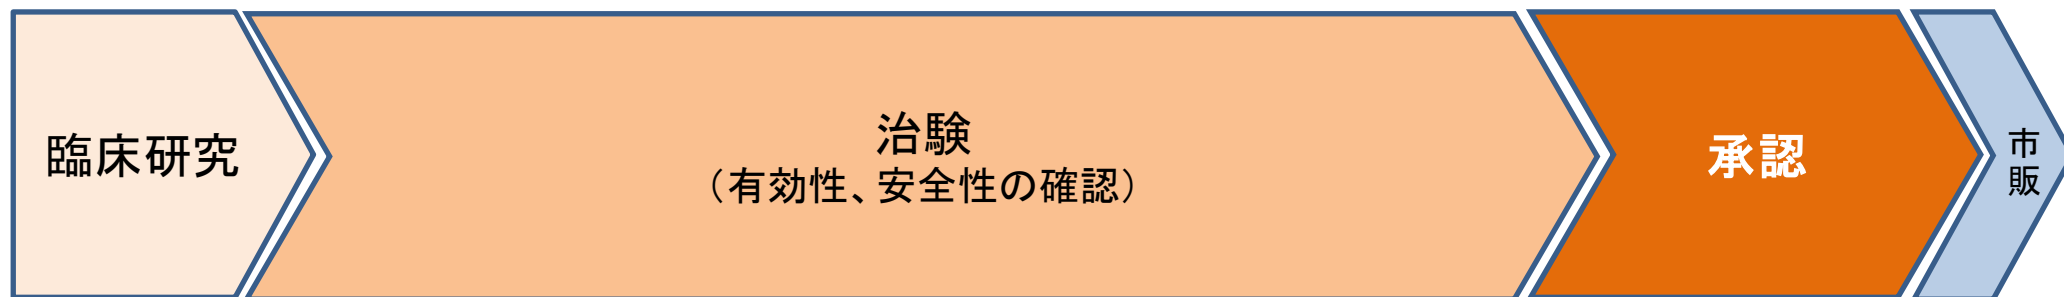 臨床研究
治験
（有効性、安全性の確認）
承認
市
販